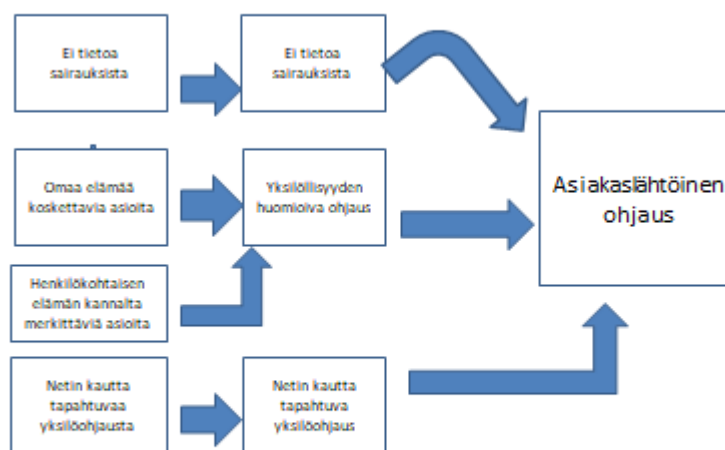 Ei tietoa
sairauksista
Ei tietoa
sairauksista
Omaa elämää
koskettavia asioita
Yksilöllisyyden
huomioiva ohjaus
Asiakaslähtöinen
ohjaus
Henkilökohtaisen
elämän kannalta
merkittäviä asioita
Netin kautta
tapahtuvaa
yksilöohjausta
Netin kautta
tapahtuva
yksilöohjaus